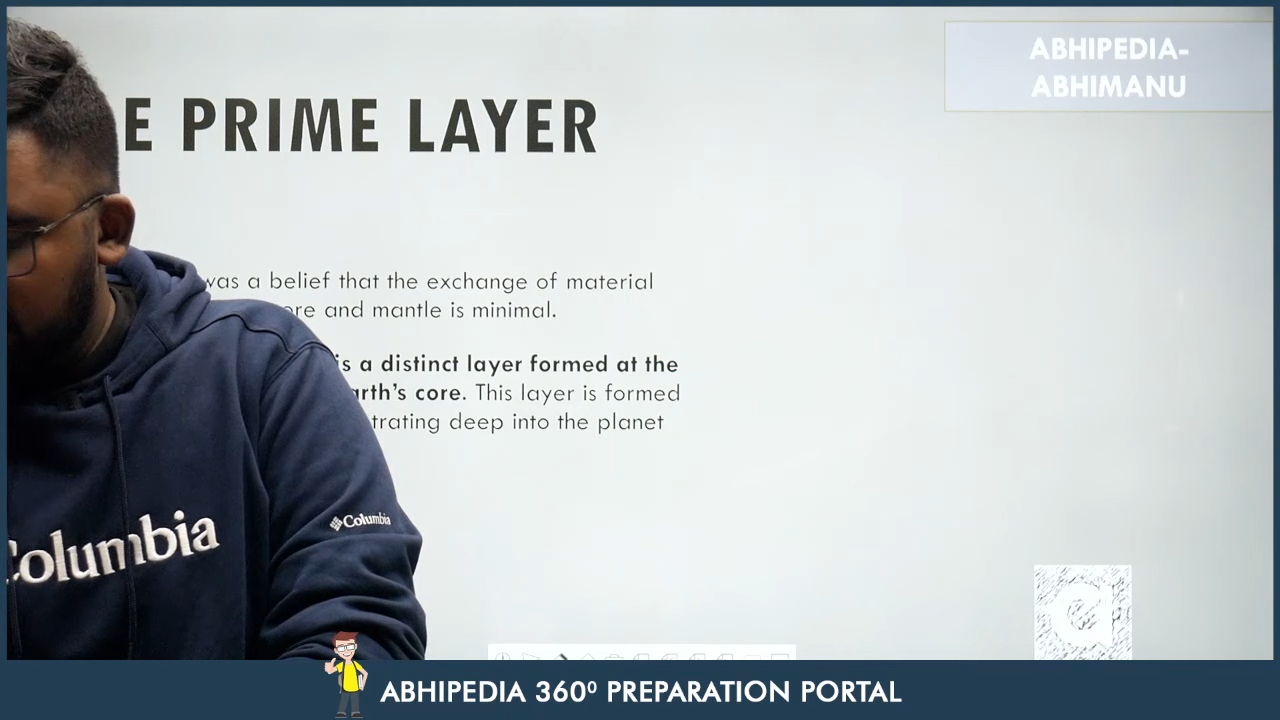 ABHIPEDIA-
ABHIMANU
E PRIME LAYER
was a belief that the exchange of material
ore and mantle is minimal.
is a distinct layer formed at the
arth's core. This layer is formed
trating deep into the planet
Columbia
Columbia
ABHIPEDIA 360⁰ PREPARATION PORTAL